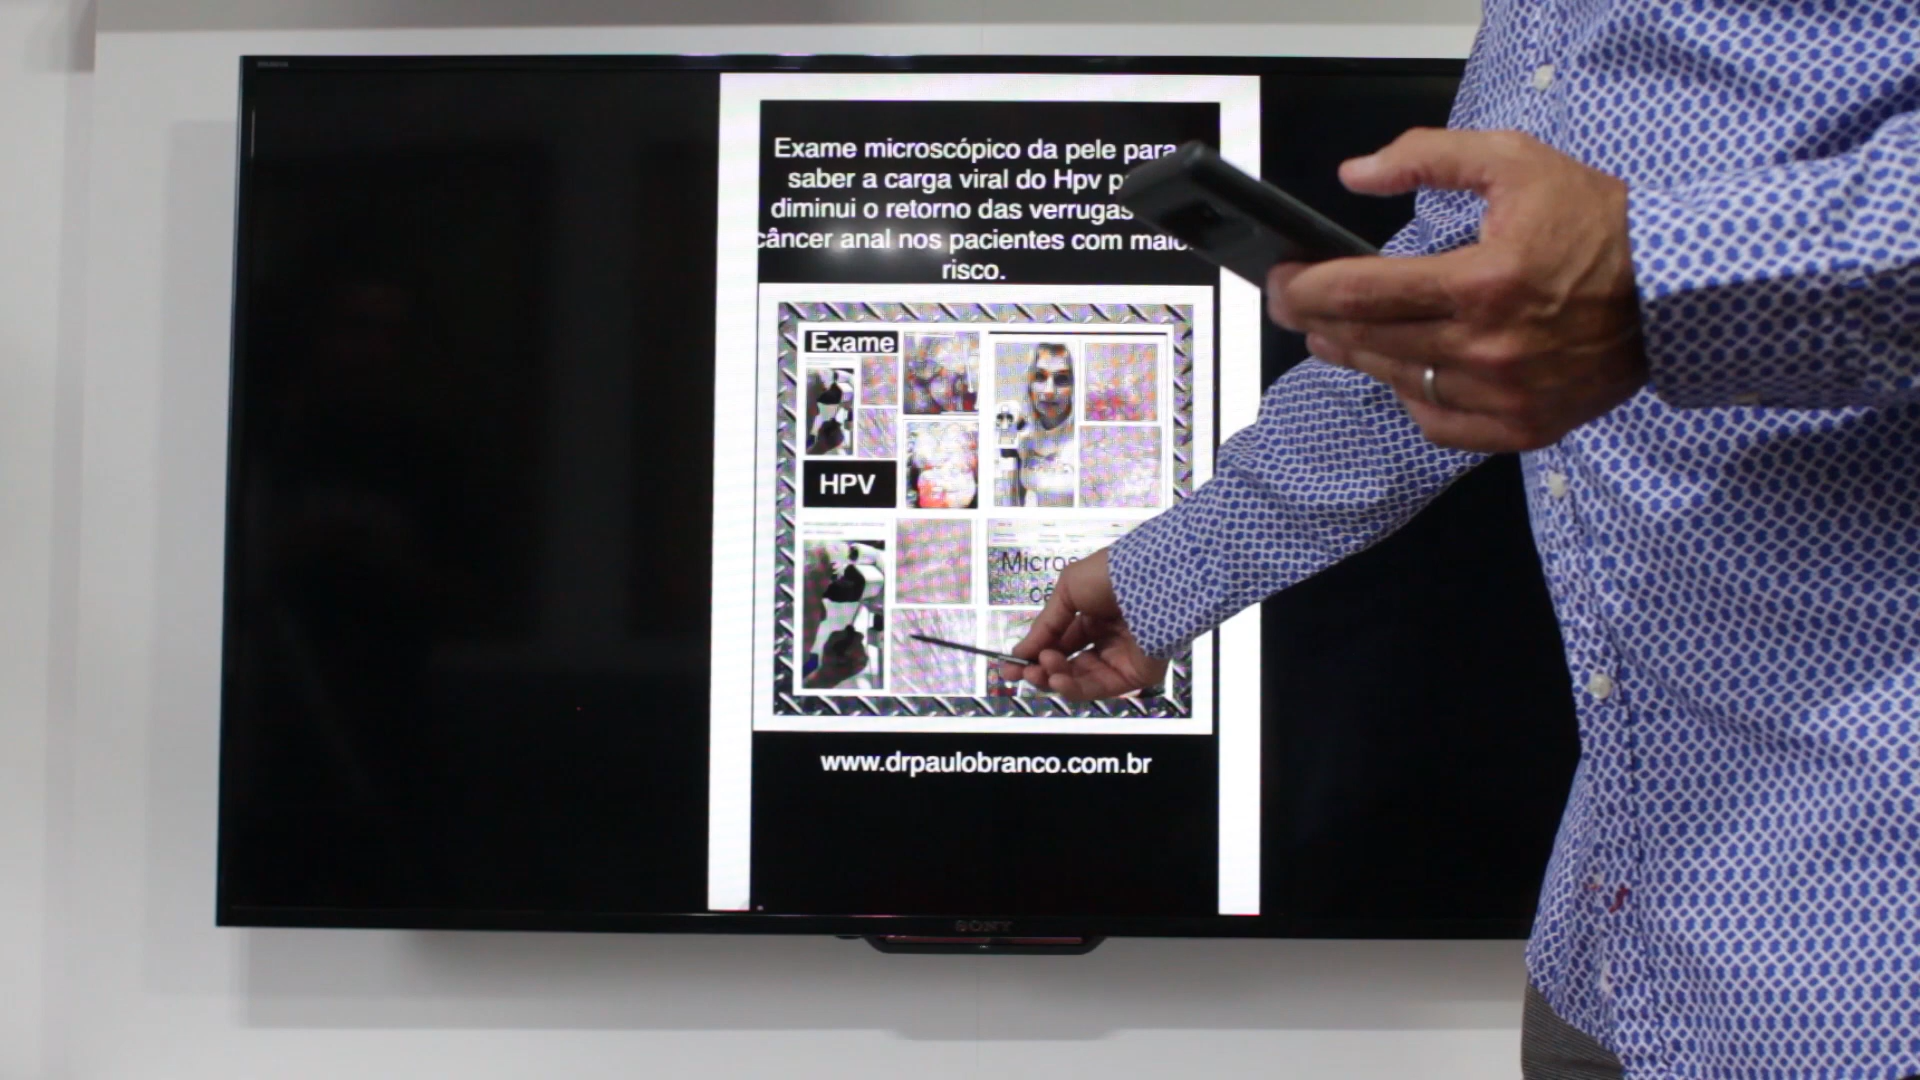 Exame microscópico da pele para
saber a carga viral do Hpv
diminui o retorno das verrugas
câncer anal nos pacientes com
risco.
Exame
HPV
www.drpaulobranco.com.br
SONY